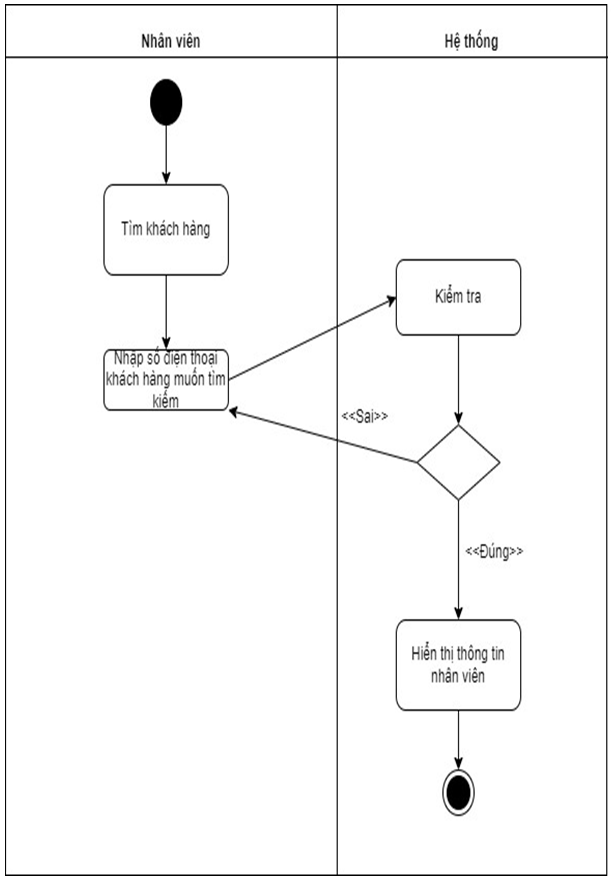 Nhân viên
Hệ thống
Tìm khách hàng
Kiểm tra
Nhập số điện thoại
khách hàng muốn tìm
kiếm
<<Sai>>
<<Đúng>>
Hiển thị thông tin
nhân viên